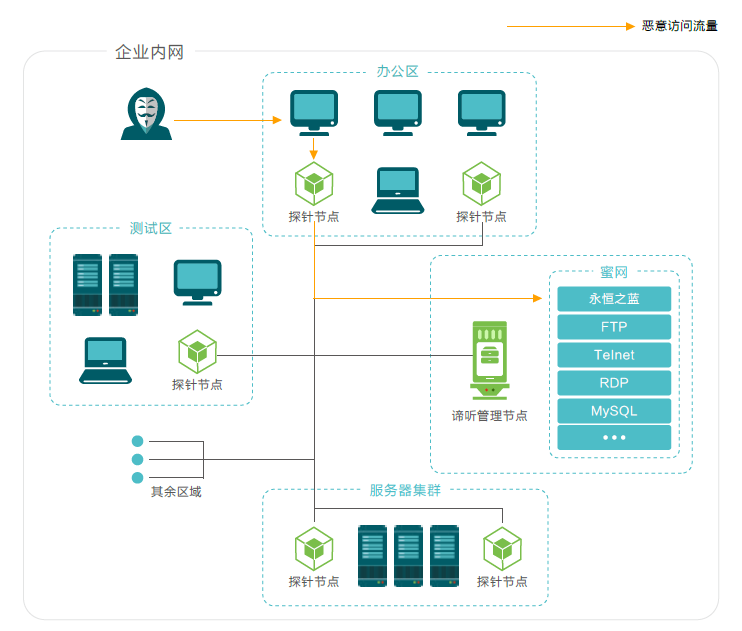 恶意访问流量
企业内网
办公区
探针节点
探针节点
测试区
探针节点
蜜网
永恒之蓝
FTP
Telnet
RDP
MySQL
•••
谛听管理节点
其余区域
服务器集群
探针节点
探针节点